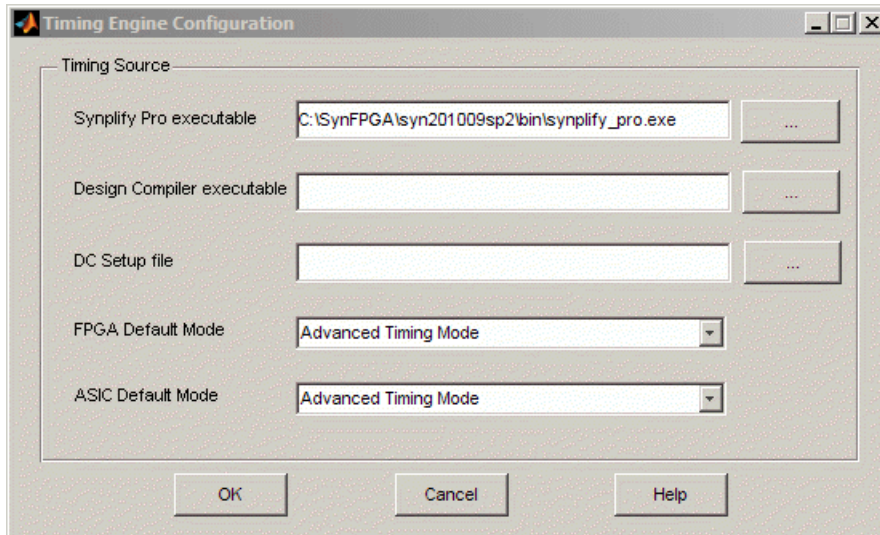 Timing Engine Configuration
Timing Source
Synplify Pro executable C:\SynFPGA\syn201009sp2\bin\synplify_pro.exe ...
Design Compiler executable ...
DC Setup file ...
FPGA Default Mode Advanced Timing Mode
ASIC Default Mode Advanced Timing Mode
OK Cancel Help